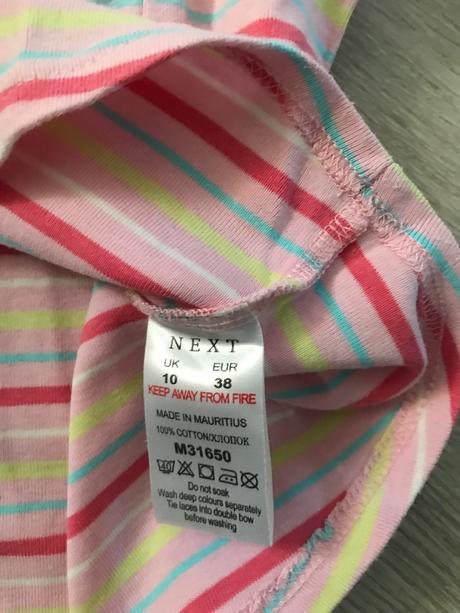 NEXT
UK EUR
10 38
KEEP AWAY FROM FIRE
MADE IN MAURITIUS
100% COTTON/ХЛОПОК
M31650
Do not soak
Wash deep colours separately
Tie laces into double bow
before washing